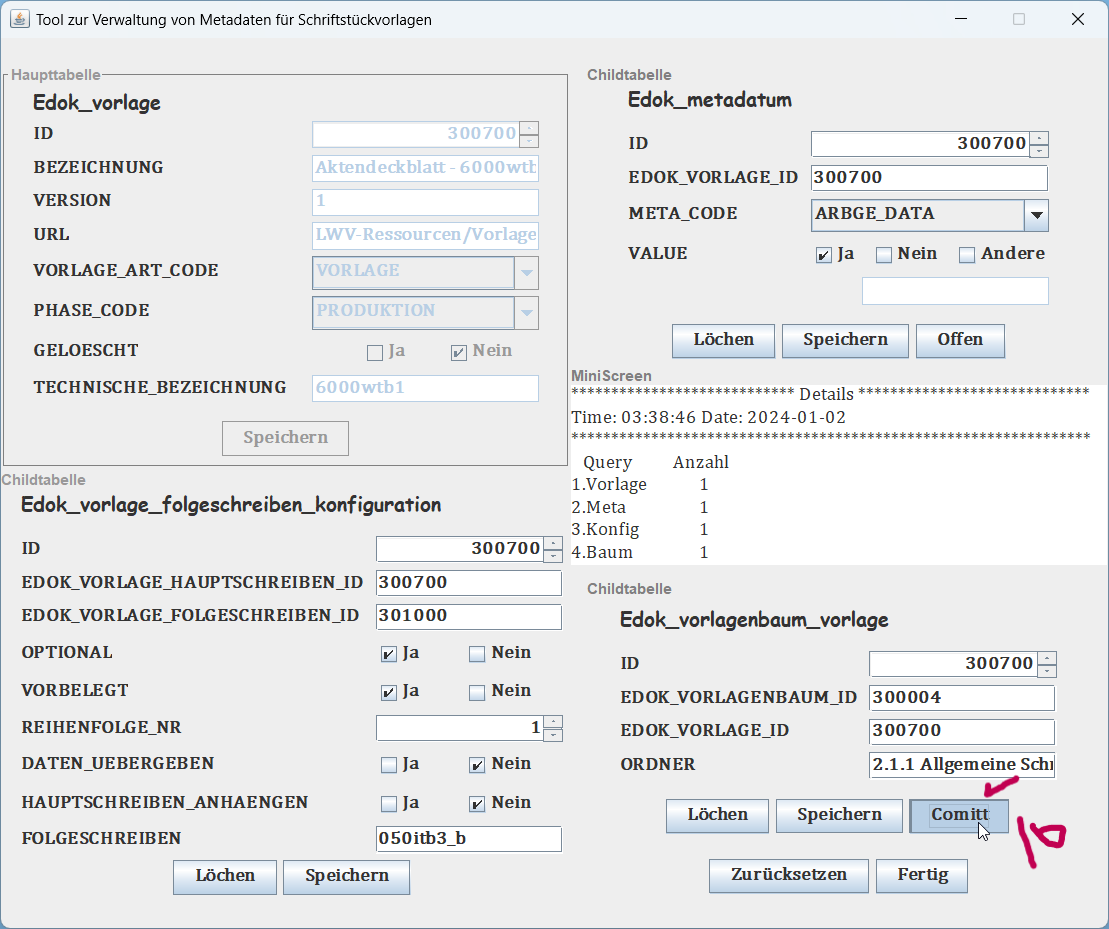 Tool zur Verwaltung von Metadaten für Schriftstückvorlagen
Haupttabelle
Edok_vorlage
ID 300700
BEZEICHNUNG Aktendeckblatt - 6000wtb
VERSION 1
URL LWV-Ressourcen/Vorlage
VORLAGE_ART_CODE VORLAGE
PHASE_CODE PRODUKTION
GELOESCHT Ja Nein
TECHNISCHE_BEZEICHNUNG 6000wtb1
Speichern
Childtabelle
Edok_vorlage_folgeschreiben_konfiguration
ID 300700
EDOK_VORLAGE_HAUPTSCHREIBEN_ID 300700
EDOK_VORLAGE_FOLGESCHREIBEN_ID 301000
OPTIONAL Ja Nein
VORBELEGT Ja Nein
REIHENFOLGE_NR 1
DATEN_UEBERGEBEN Ja Nein
HAUPTSCHREIBEN_ANHAENGEN Ja Nein
FOLGESCHREIBEN 050itb3_b
Löchen Speichern
Childtabelle
Edok_metadatum
ID 300700
EDOK_VORLAGE_ID 300700
META_CODE ARBGE_DATA
VALUE Ja Nein Andere
Löchen Speichern Offen
MiniScreen
*************************** Details ****************************
Time: 03:38:46 Date: 2024-01-02
***************************************************************
Query Anzahl
1.Vorlage 1
2.Meta 1
3.Konfig 1
4.Baum 1
Childtabelle
Edok_vorlagenbaum_vorlage
ID 300700
EDOK_VORLAGENBAUM_ID 300004
EDOK_VORLAGE_ID 300700
ORDNER 2.1.1 Allgemeine Schr
Löchen Speichern Comitt
10
Zurücksetzen Fertig